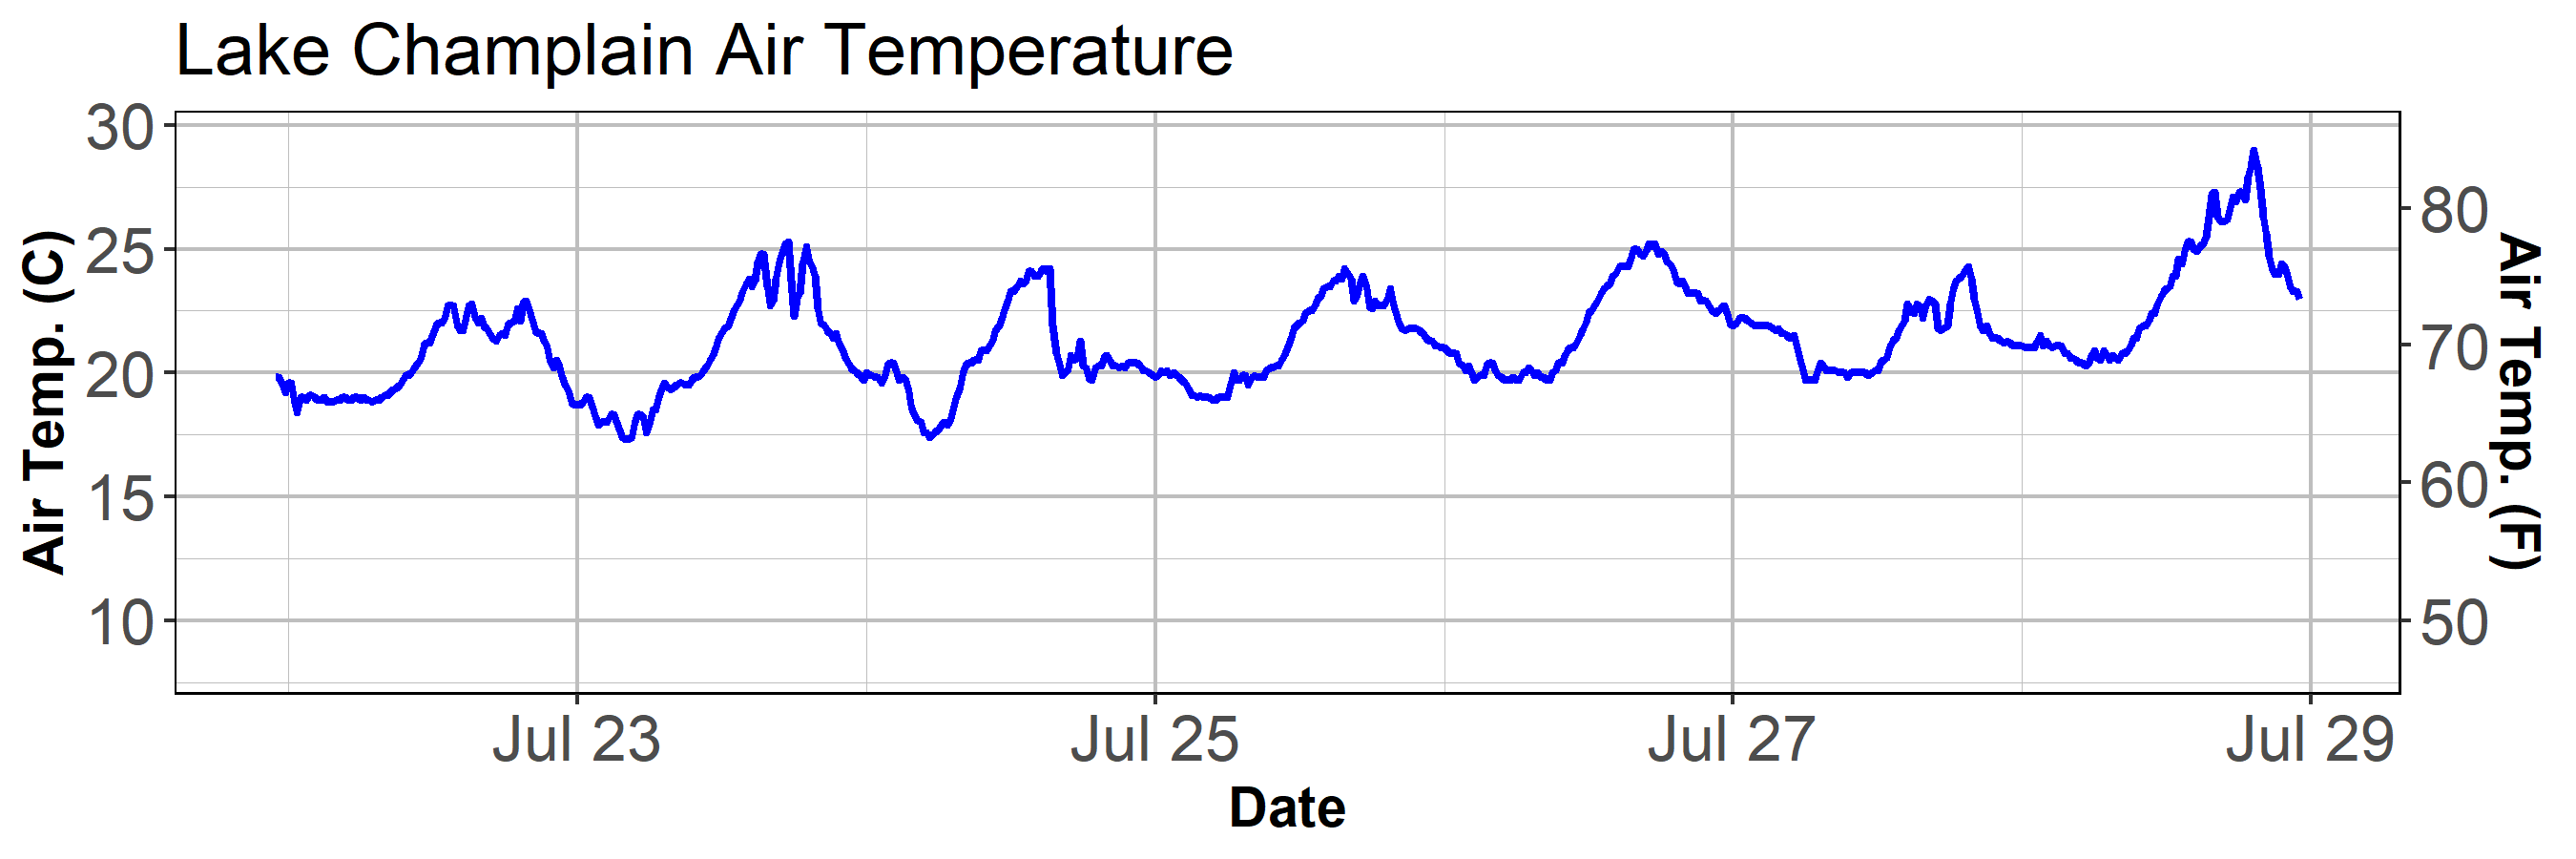 Lake Champlain Air Temperature
30
25
20
15
10
Air Temp. (C)
80
70
60
50
Air Temp. (F)
Jul 23 Jul 25 Jul 27 Jul 29
Date